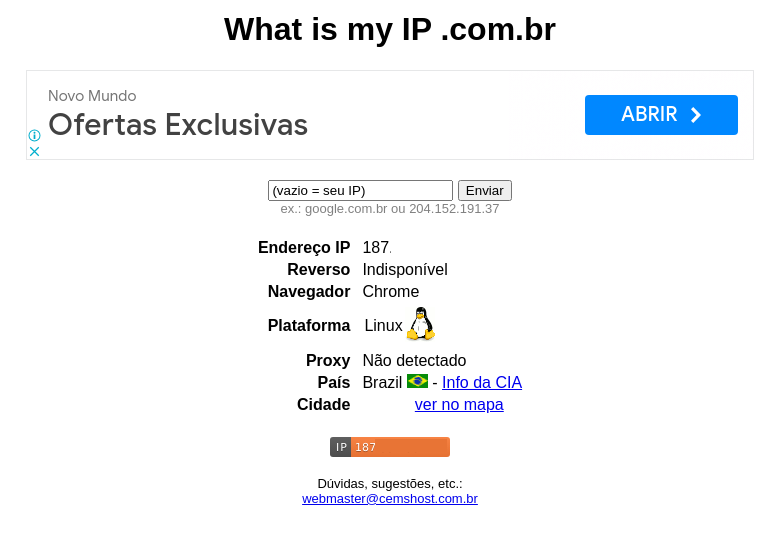 What is my IP .com.br
Novo Mundo
Ofertas Exclusivas
ABRIR
(vazio = seu IP) Enviar
ex.: google.com.br ou 204.152.191.37
Endereço IP 187.
Reverso Indisponível
Navegador Chrome
Plataforma Linux
Proxy Não detectado
País Brazil - Info da CIA
Cidade ver no mapa
IP 187
Dúvidas, sugestões, etc.:
webmaster@cemshost.com.br